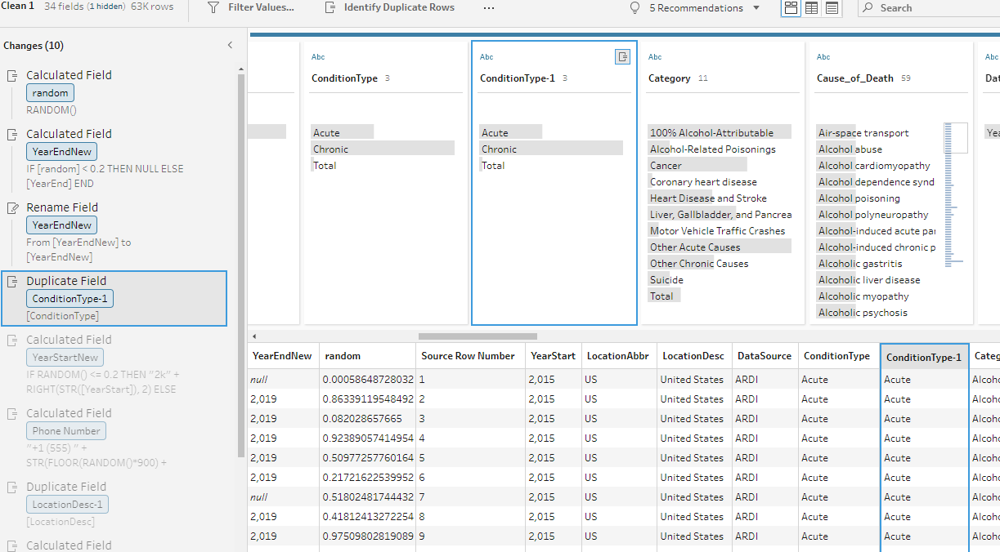 Clean 1 34 fields (1 hidden) 63K rows Filter Values... Identify Duplicate Rows ... 5 Recommendations Search
Changes (10)
Calculated Field
random
RANDOM()
Calculated Field
YearEndNew
IF [random] < 0.2 THEN NULL ELSE
[YearEnd] END
Rename Field
YearEndNew
From [YearEndNew] to
[YearEndNew]
Duplicate Field
ConditionType-1
[ConditionType]
Calculated Field
YearStartNew
IF RANDOM() <= 0.2 THEN "2k" +
RIGHT(STR([YearStart]), 2) ELSE
Calculated Field
Phone Number
"+1 (555) " +
STR(FLOOR(RANDOM()*900) +
Duplicate Field
LocationDesc-1
[LocationDesc]
Calculated Field
Abc
ConditionType 3
Acute
Chronic
Total
Abc
ConditionType-1 3
Acute
Chronic
Total
Abc
Category 11
100% Alcohol-Attributable
Alcohol-Related Poisonings
Cancer
Coronary heart disease
Heart Disease and Stroke
Liver, Gallbladder, and Pancrea
Motor Vehicle Traffic Crashes
Other Acute Causes
Other Chronic Causes
Suicide
Total
Abc
Cause_of_Death 59
Air-space transport
Alcohol abuse
Alcohol cardiomyopathy
Alcohol dependence synd
Alcohol poisoning
Alcohol polyneuropathy
Alcohol-induced acute pa
Alcohol-induced chronic p
Alcoholic gastritis
Alcoholic liver disease
Alcoholic myopathy
Alcoholic psychosis
Abc
Dat
Yea
YearEndNew random Source Row Number YearStart LocationAbbr LocationDesc DataSource ConditionType ConditionType-1 Categ
null 0.00058648728032 1 2,015 US United States ARDI Acute Acute Alcoho
2,019 0.86339119548492 2 2,015 US United States ARDI Acute Acute Alcoho
2,019 0.082028657665 3 2,015 US United States ARDI Acute Acute Alcoho
2,019 0.92389057414954 4 2,015 US United States ARDI Acute Acute Alcoho
2,019 0.50977257760164 5 2,015 US United States ARDI Acute Acute Alcoho
2,019 0.21721622539952 6 2,015 US United States ARDI Acute Acute Alcoho
null 0.51802481744432 7 2,015 US United States ARDI Acute Acute Alcoho
2,019 0.41812413272254 8 2,015 US United States ARDI Acute Acute Alcoho
2,019 0.97509802819089 9 2,015 US United States ARDI Acute Acute Alcoho